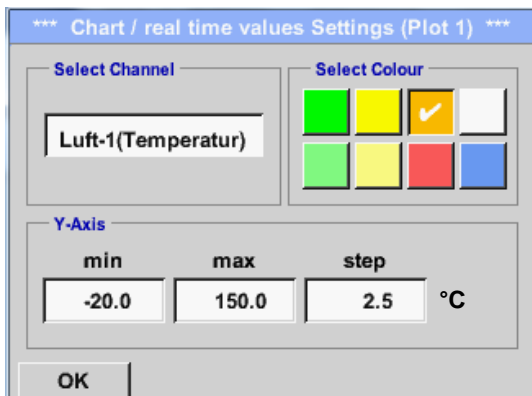 *** Chart / real time values Settings (Plot 1) ***
Select Channel
Luft-1(Temperatur)
Select Colour
Y-Axis
min max step
-20.0 150.0 2.5 °C
OK